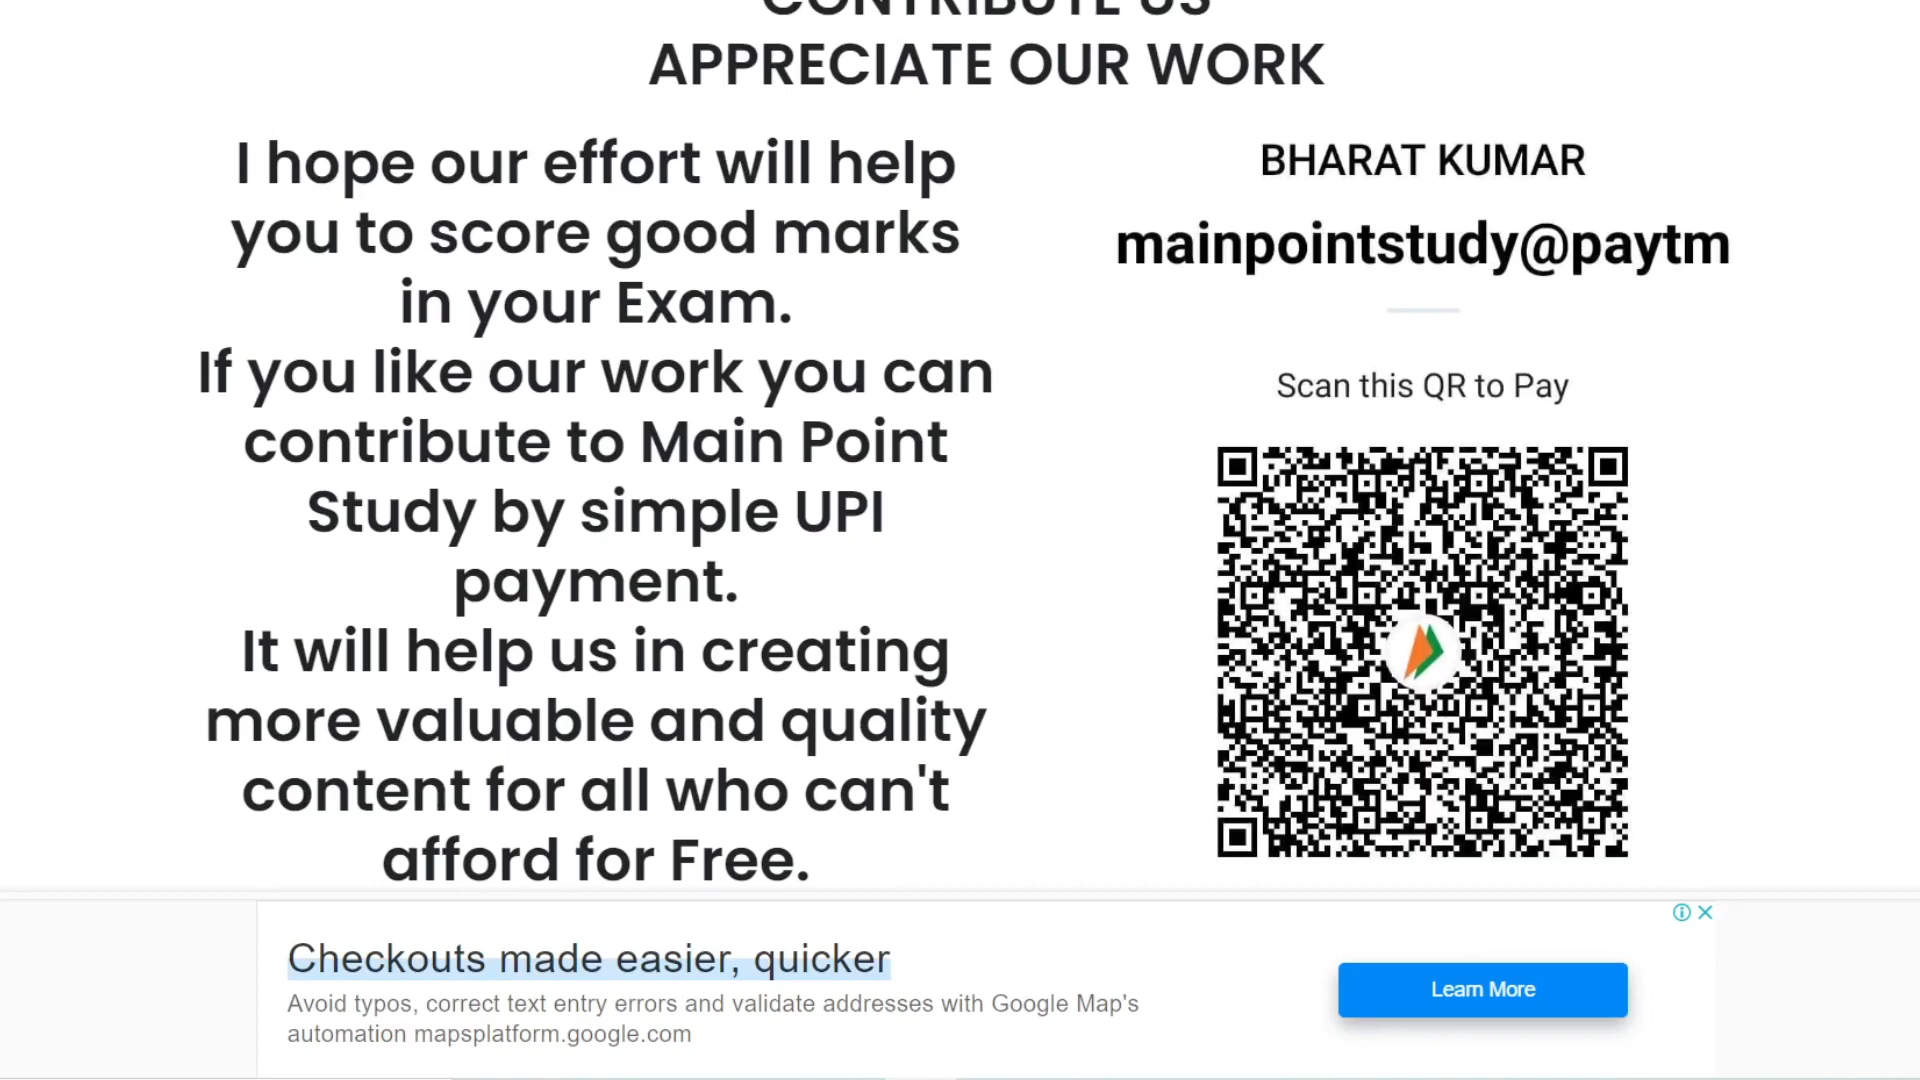 CONTRIBUTE US
APPRECIATE OUR WORK
I hope our effort will help
you to score good marks
in your Exam.
If you like our work you can
contribute to Main Point
Study by simple UPI
payment.
It will help us in creating
more valuable and quality
content for all who can't
afford for Free.
BHARAT KUMAR
mainpointstudy@paytm
Scan this QR to Pay
Checkouts made easier, quicker
Avoid typos, correct text entry errors and validate addresses with Google Map's
automation mapsplatform.google.com
Learn More